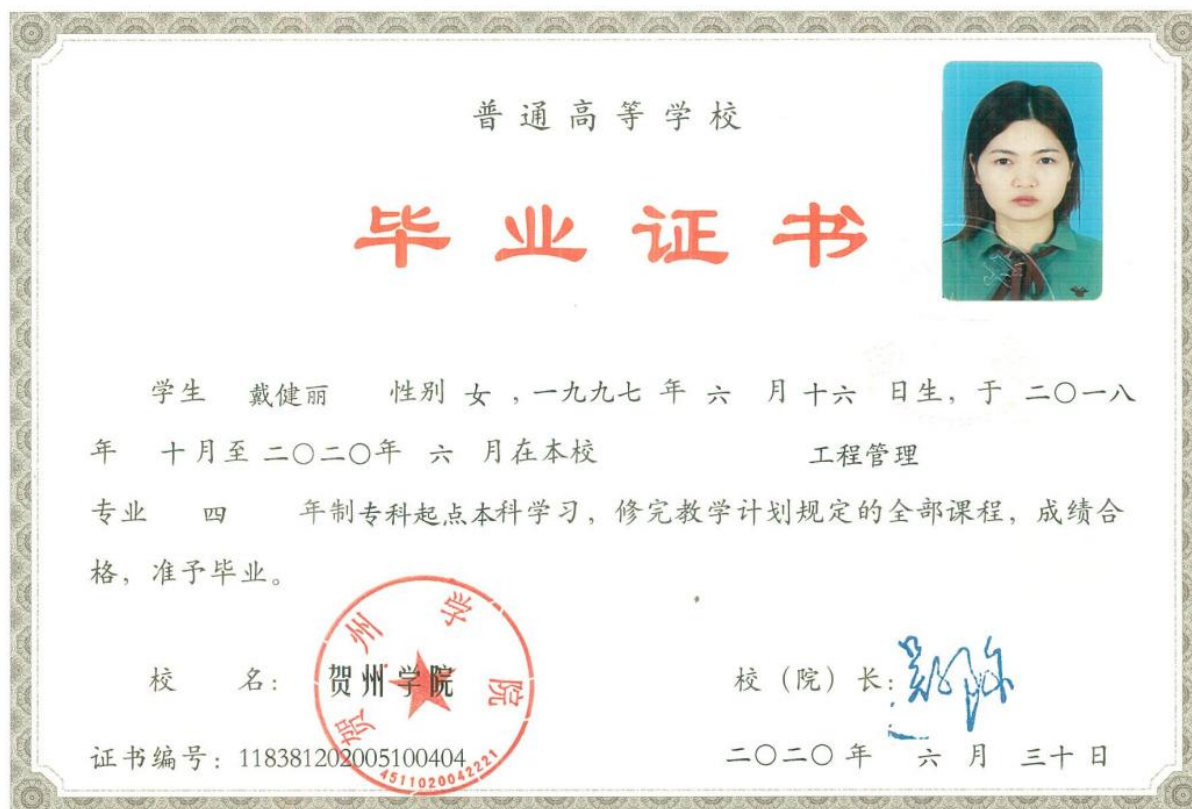 普通高等学校
毕业证书
学生 戴健丽 性别 女 , 一九九七 年 六 月 十六 日生, 于 二〇一八
年 十 月至 二〇二〇年 六 月在本校 工程管理
专业 四 年制 专科起点本科学习, 修完教学计划规定的全部课程, 成绩合
格, 准予毕业。
校 名: 贺州学院
贺州学院
4511020042221
校 (院) 长:
证书编号: 118381202005100404
二〇二〇 年 六 月 三十 日